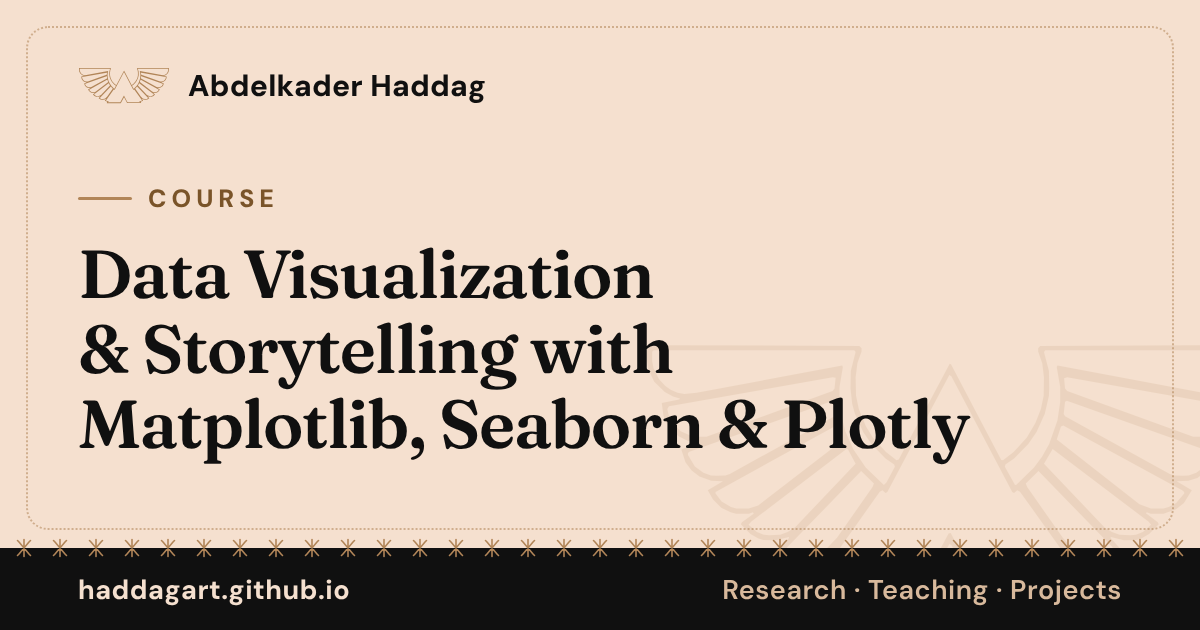 Abdelkader Haddag
COURSE
Data Visualization
& Storytelling with
Matplotlib, Seaborn & Plotly
haddagart.github.io
Research · Teaching · Projects